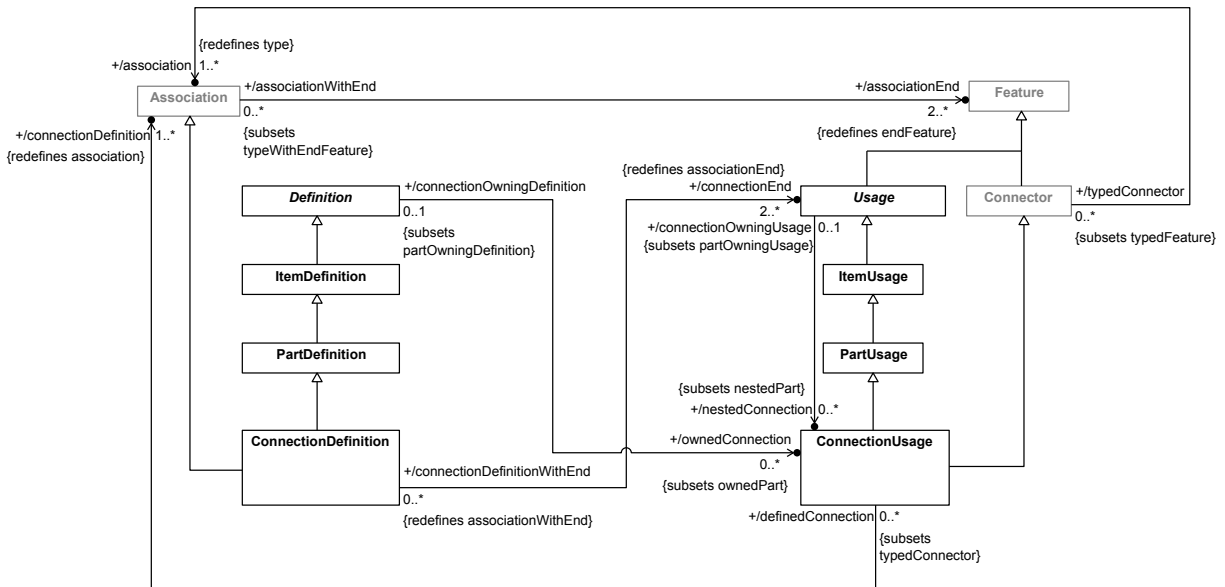 {redefines type}
+/association 1..*
Association
+/associationWithEnd
0..*
{subsets
typeWithEndFeature}
+/associationEnd
2..*
{redefines endFeature}
Feature
+/connectionDefinition 1..*
{redefines association}
Definition
+/connectionOwningDefinition
0..1
{subsets
partOwningDefinition}
{redefines associationEnd}
+/connectionEnd
2..*
Usage
+/connectionOwningUsage 0..1
{subsets partOwningUsage}
Connector
+/typedConnector
0..*
{subsets typedFeature}
ItemDefinition
ItemUsage
PartDefinition
PartUsage
{subsets nestedPart}
+/nestedConnection 0..*
ConnectionDefinition
+/connectionDefinitionWithEnd
0..*
{redefines associationWithEnd}
+/ownedConnection
0..*
{subsets ownedPart}
ConnectionUsage
+/definedConnection 0..*
{subsets
typedConnector}